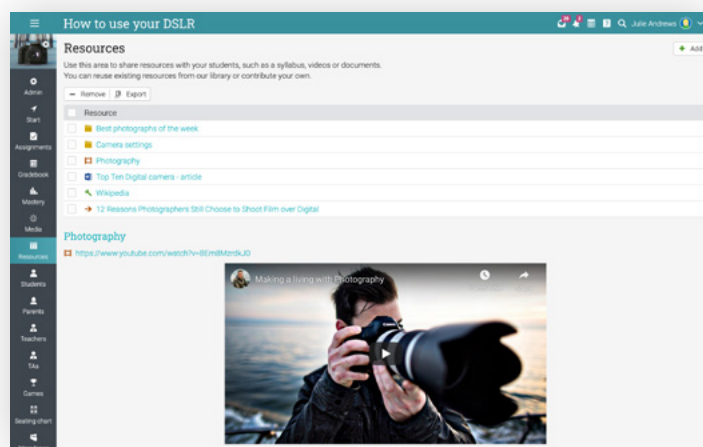 How to use your DSLR
Julie Andrews
Resources
+ Add
Use this area to share resources with your students, such as a syllabus, videos or documents.
You can reuse existing resources from our library or contribute your own.
Remove
Export
Admin
Start
Assignments
Gradebook
Mastery
Media
Resources
Students
Parents
Teachers
TAs
Games
Seating chart
Resource
Best photographs of the week
Camera settings
Photography
Top Ten Digital camera - article
Wikipedia
12 Reasons Photographers Still Choose to Shoot Film over Digital
Photography
Making a living with Photography